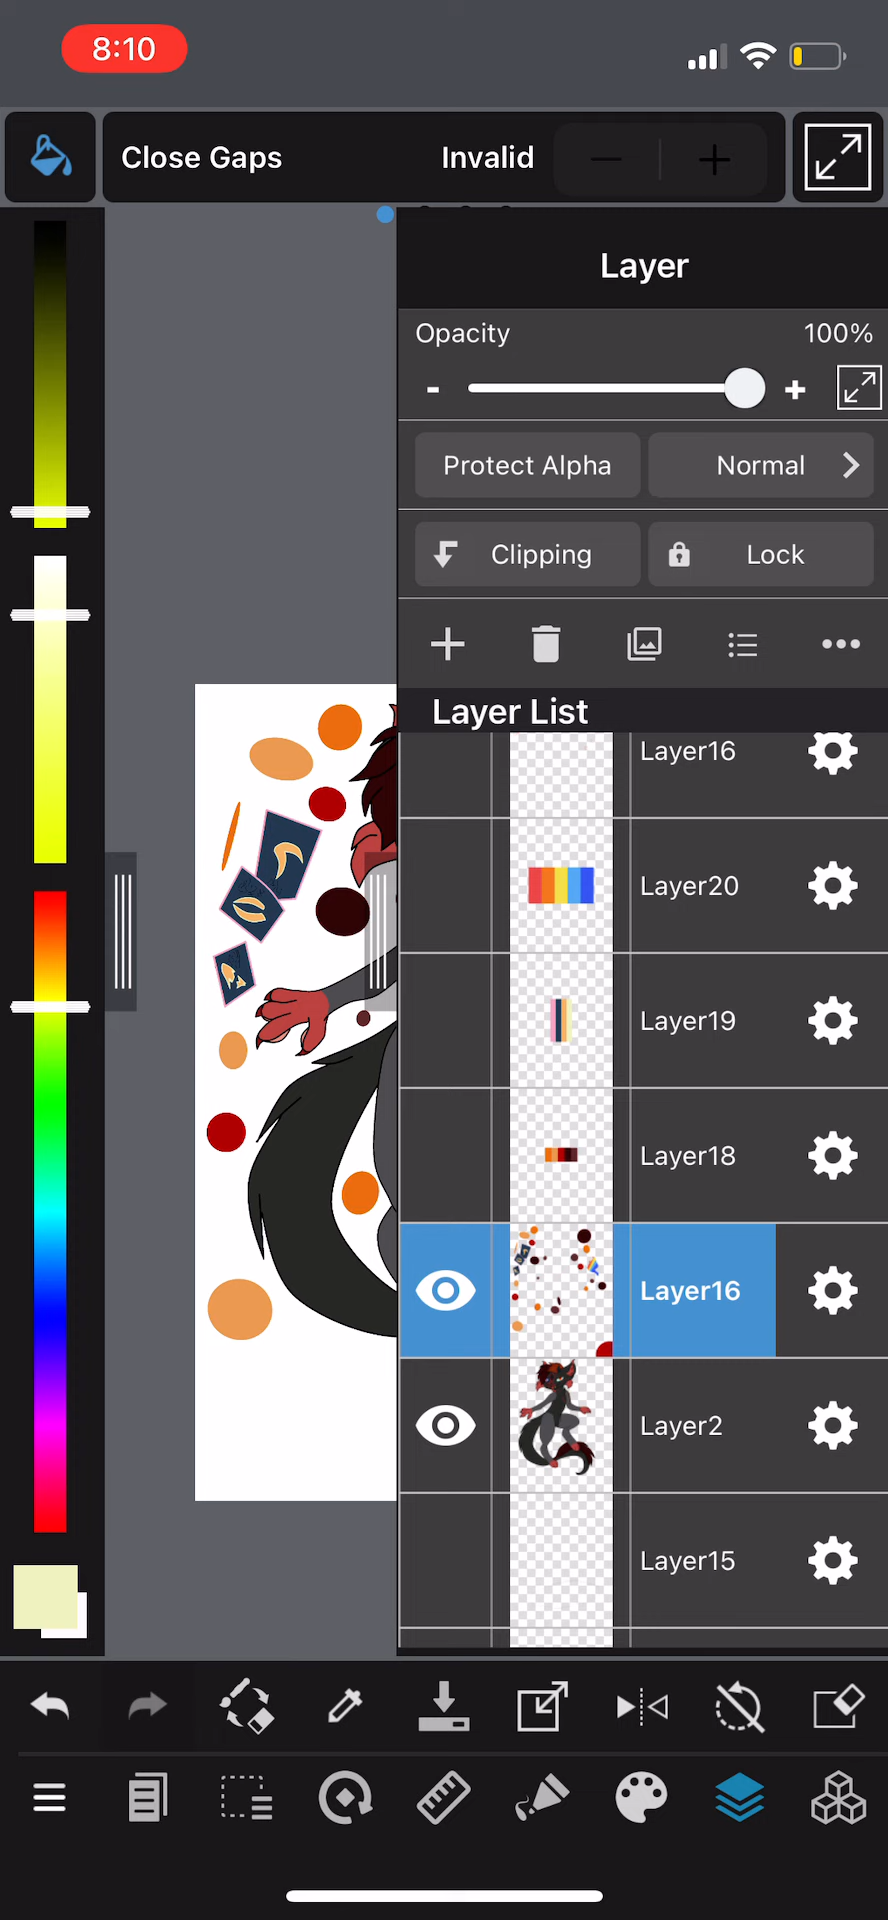 8:10
Close Gaps Invalid
Layer
Opacity 100%
Protect Alpha Normal
Clipping Lock
Layer List
Layer16
Layer20
Layer19
Layer18
Layer16
Layer2
Layer15